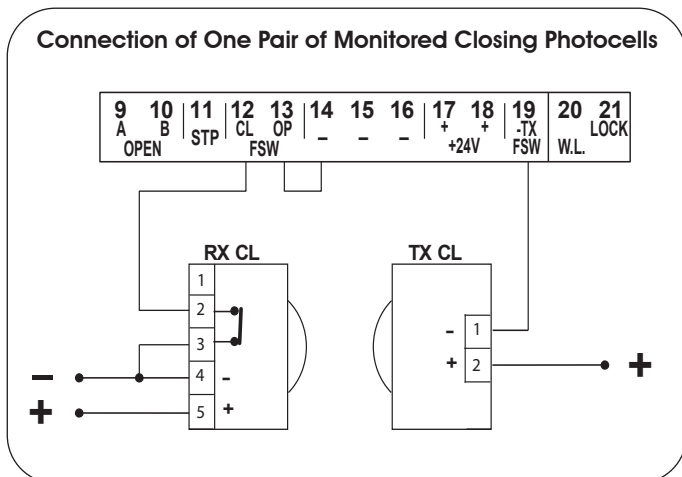 Connection of One Pair of Monitored Closing Photocells
9 10 11 12 13 14 15 16 17 18 19 20 21
A B STP CL OP – – – + + -TX W.L. LOCK
OPEN FSW +24V FSW
RX CL TX CL
1
2
3
4 -
5 +
- 1
+ 2
– +
+